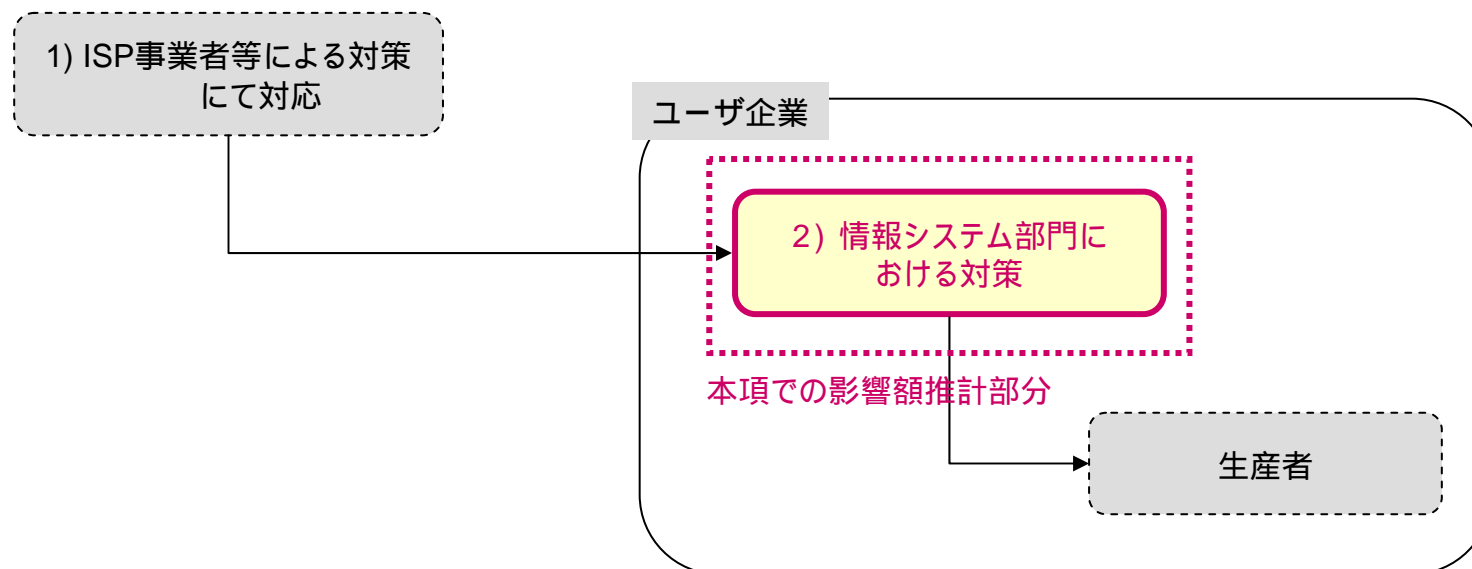 1) ISP事業者等による対策
にて対応
ユーザ企業
2) 情報システム部門に
おける対策
本項での影響額推計部分
生産者